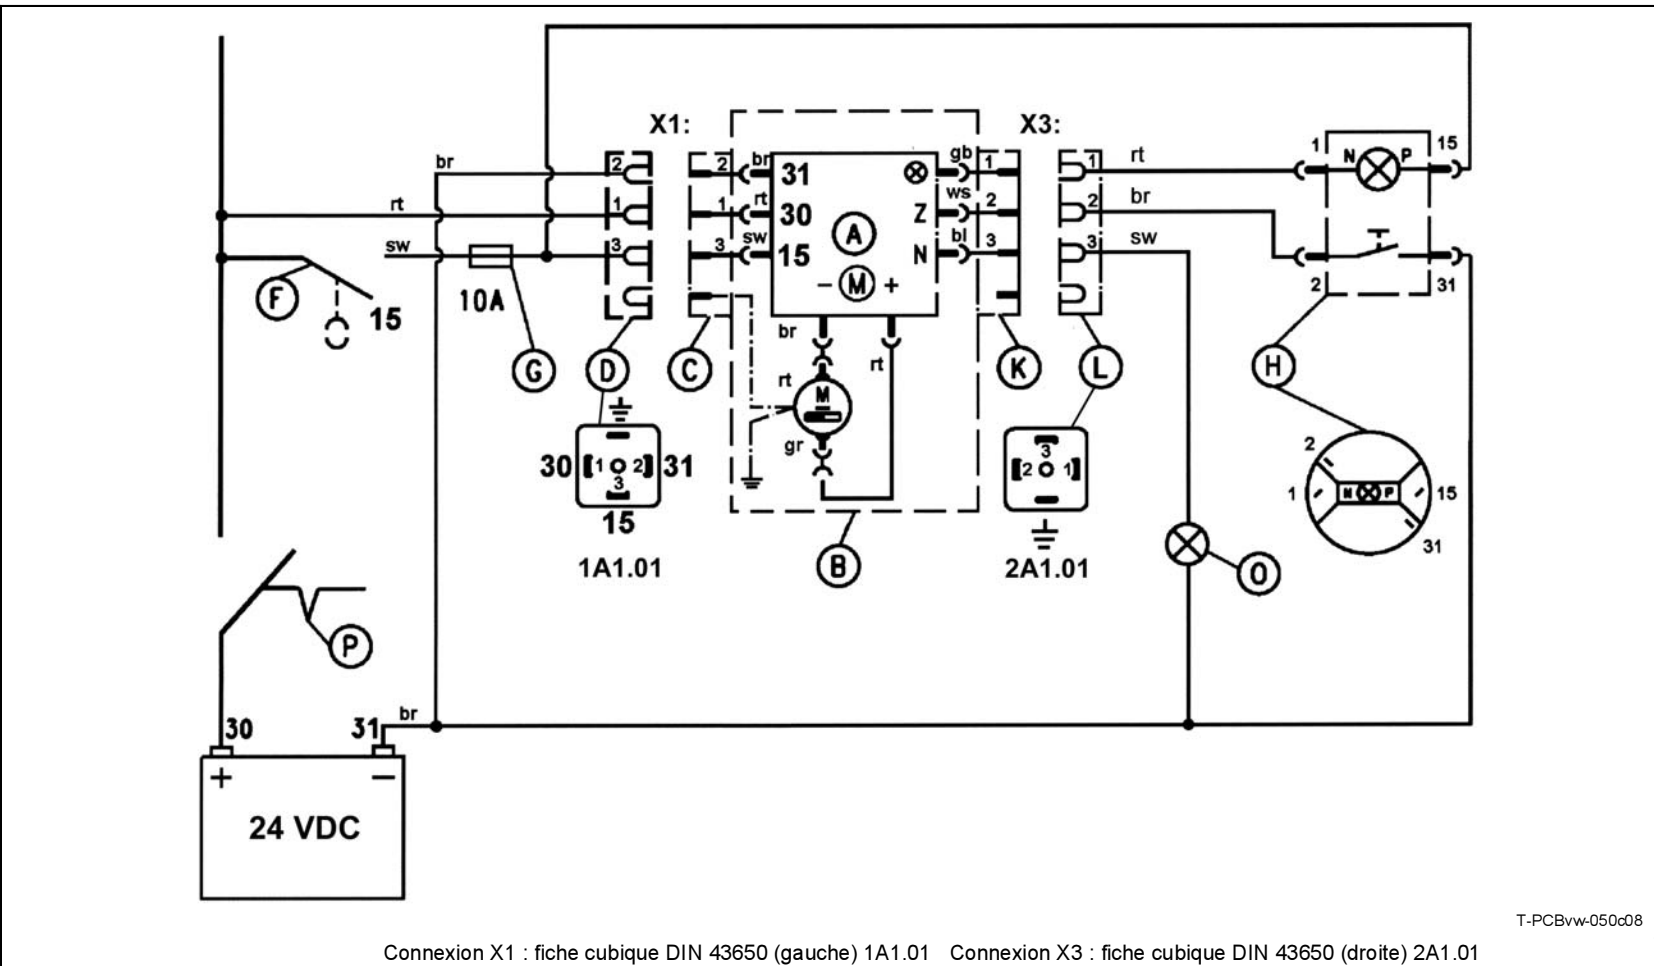 X1: X3:
br 2 2 br 31 gb 1 1 rt 1 N P 15
rt 1 1 rt 30 Z ws 2 2 br
sw 3 3 sw 15 N bl 3 3 sw
A
- M +
F 15 10A
2 31
br rt
G D C K L H
rt M
gr
30 1 2 31
3
15
1A1.01
3
2 1
2A1.01
B
O
2
1 N P 15
31
P
30 31 br
+ -
24 VDC
T-PCBvw-050c08
Connexion X1 : fiche cubique DIN 43650 (gauche) 1A1.01 Connexion X3 : fiche cubique DIN 43650 (droite) 2A1.01